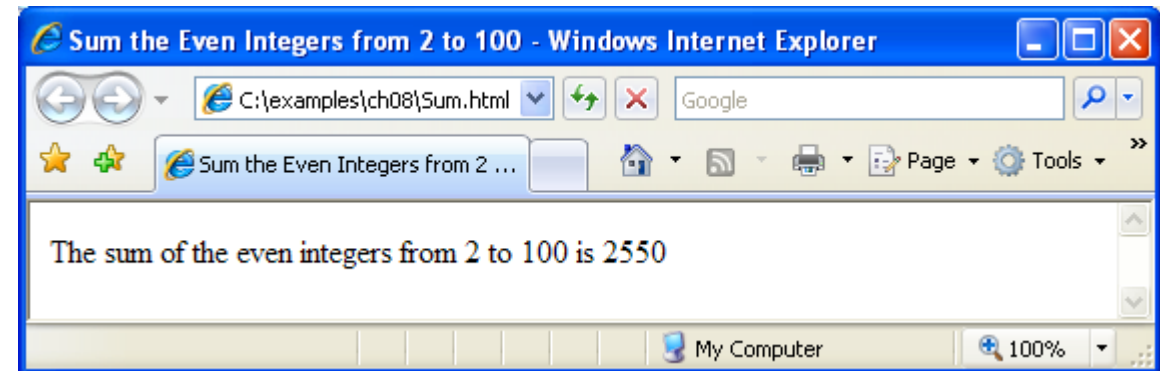 Sum the Even Integers from 2 to 100 - Windows Internet Explorer
C:\examples\ch08\Sum.html Google
Sum the Even Integers from 2 ... Page Tools »
The sum of the even integers from 2 to 100 is 2550
My Computer 100%